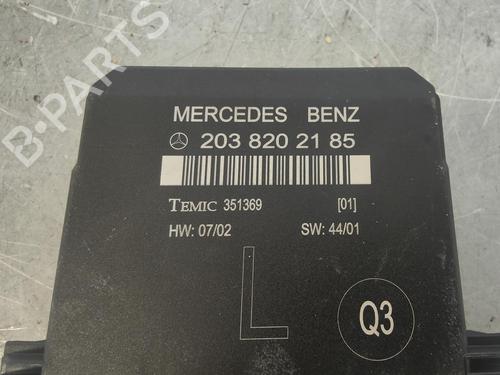 B-PARTS
MERCEDES BENZ
203 820 21 85
TEMIC 351369 [01]
HW: 07/02 SW: 44/01
L
Q3